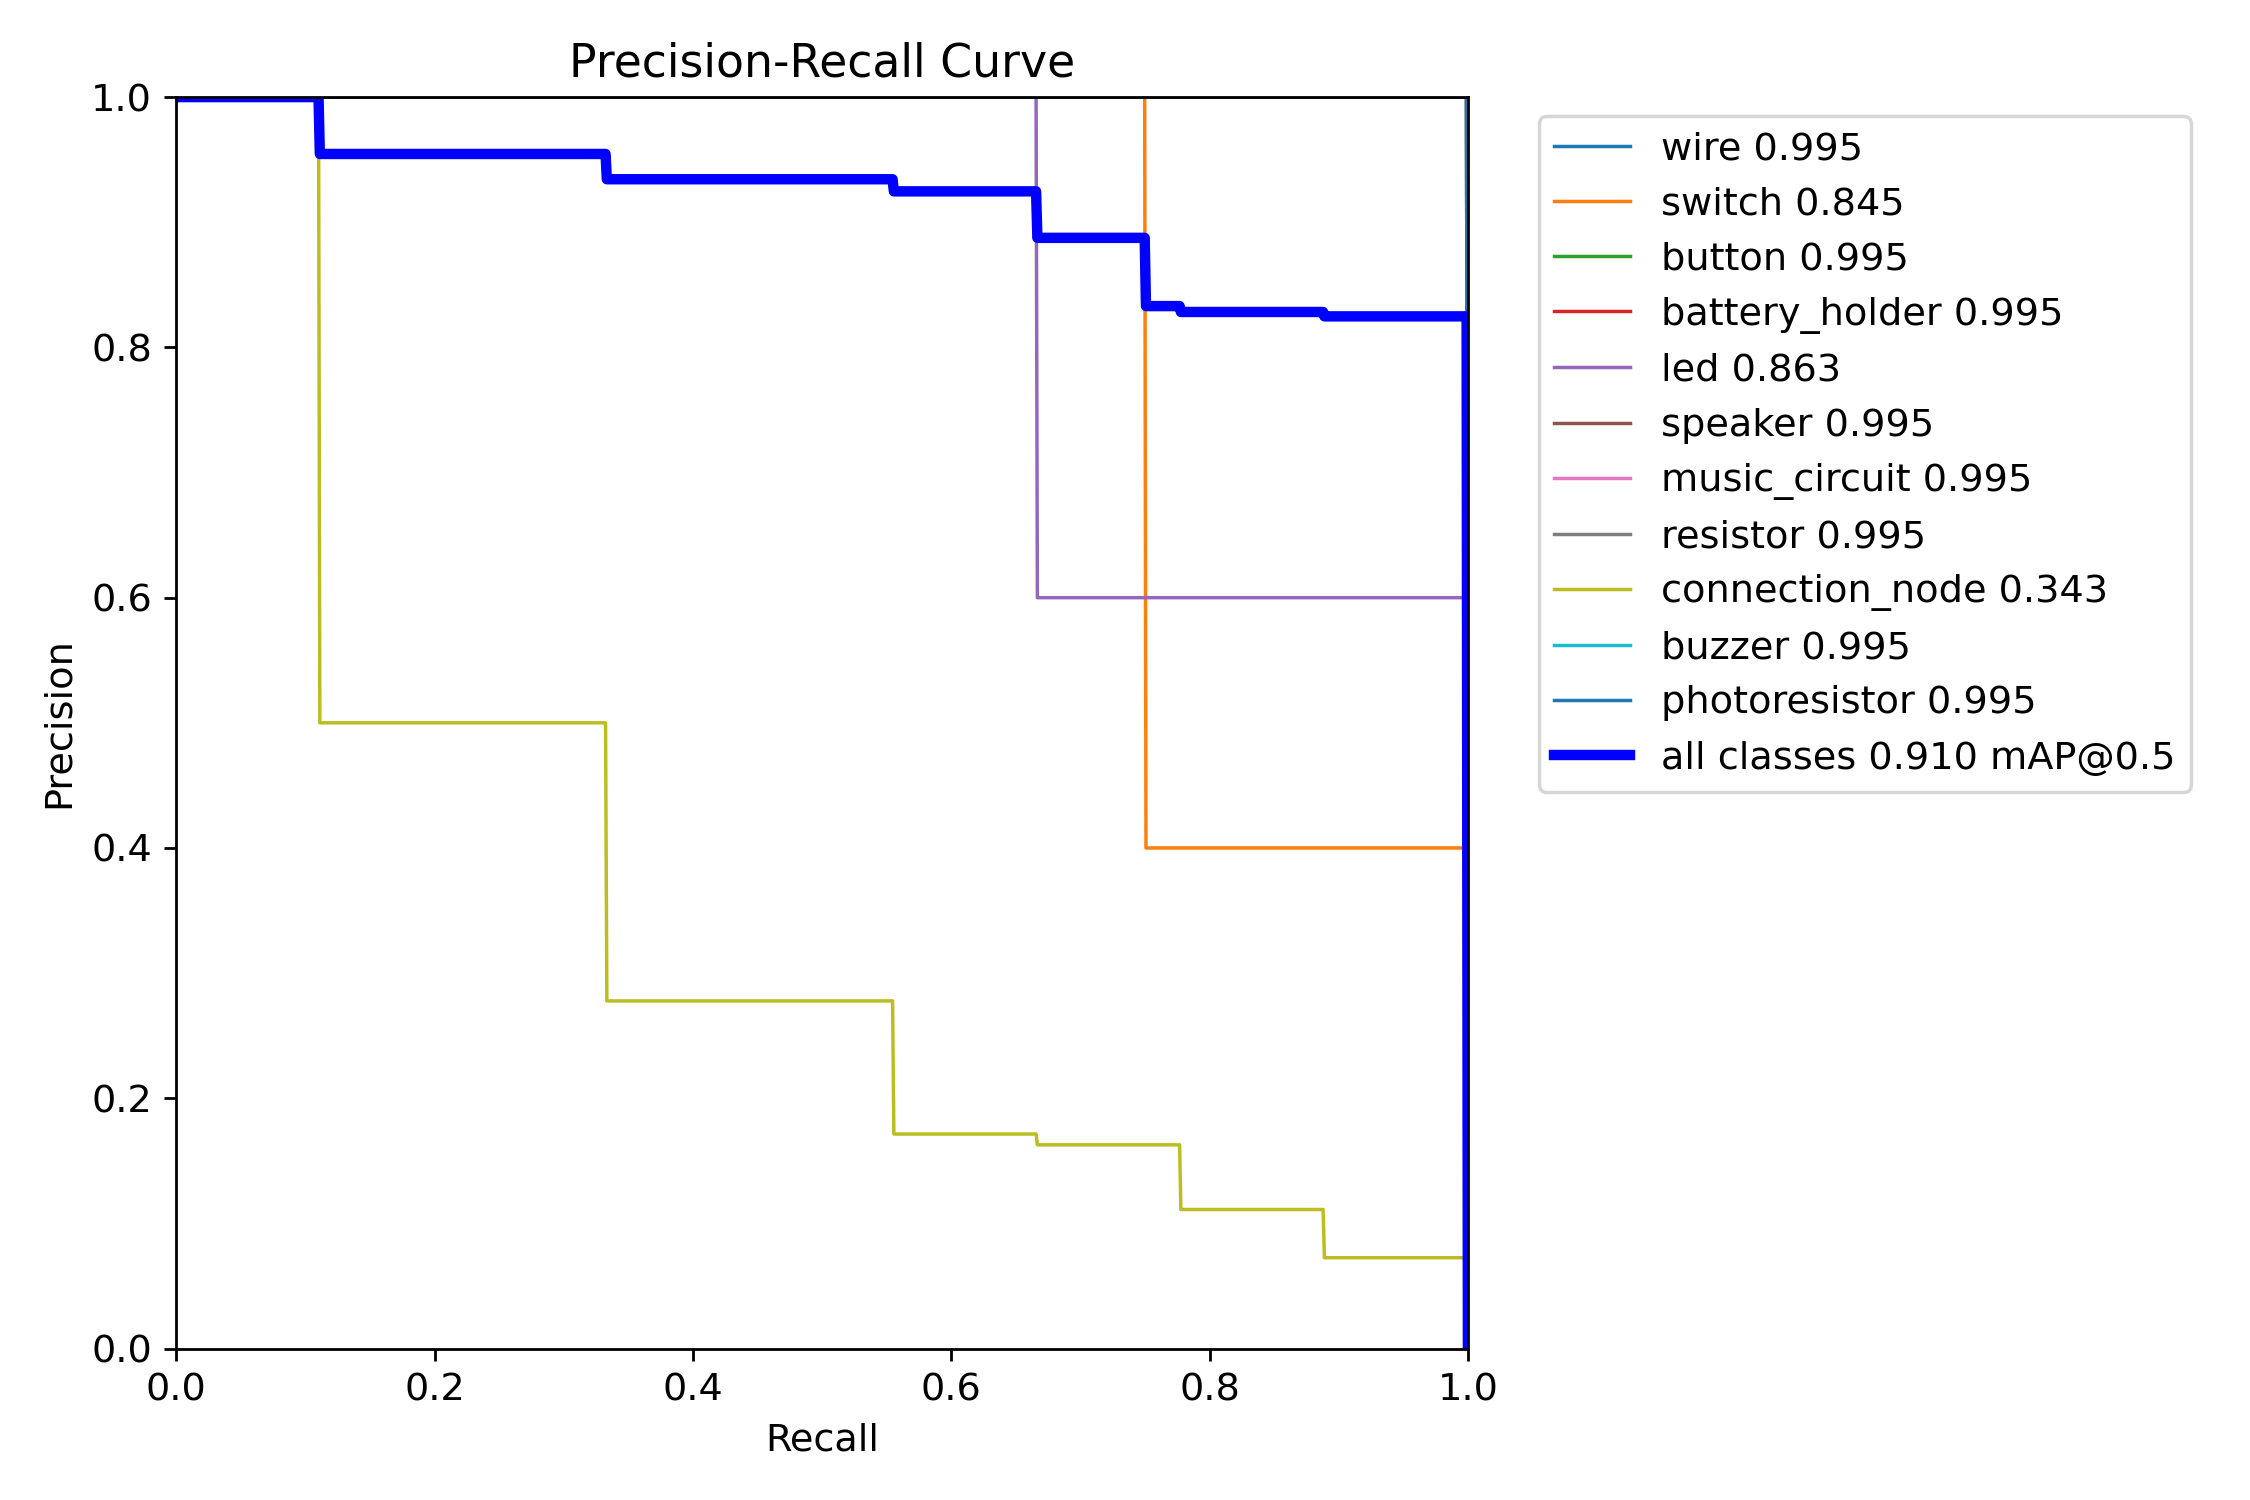 Precision-Recall Curve
1.0
0.8
0.6
0.4
0.2
0.0
Precision
0.0 0.2 0.4 0.6 0.8 1.0
Recall
wire 0.995
switch 0.845
button 0.995
battery_holder 0.995
led 0.863
speaker 0.995
music_circuit 0.995
resistor 0.995
connection_node 0.343
buzzer 0.995
photoresistor 0.995
all classes 0.910 mAP@0.5